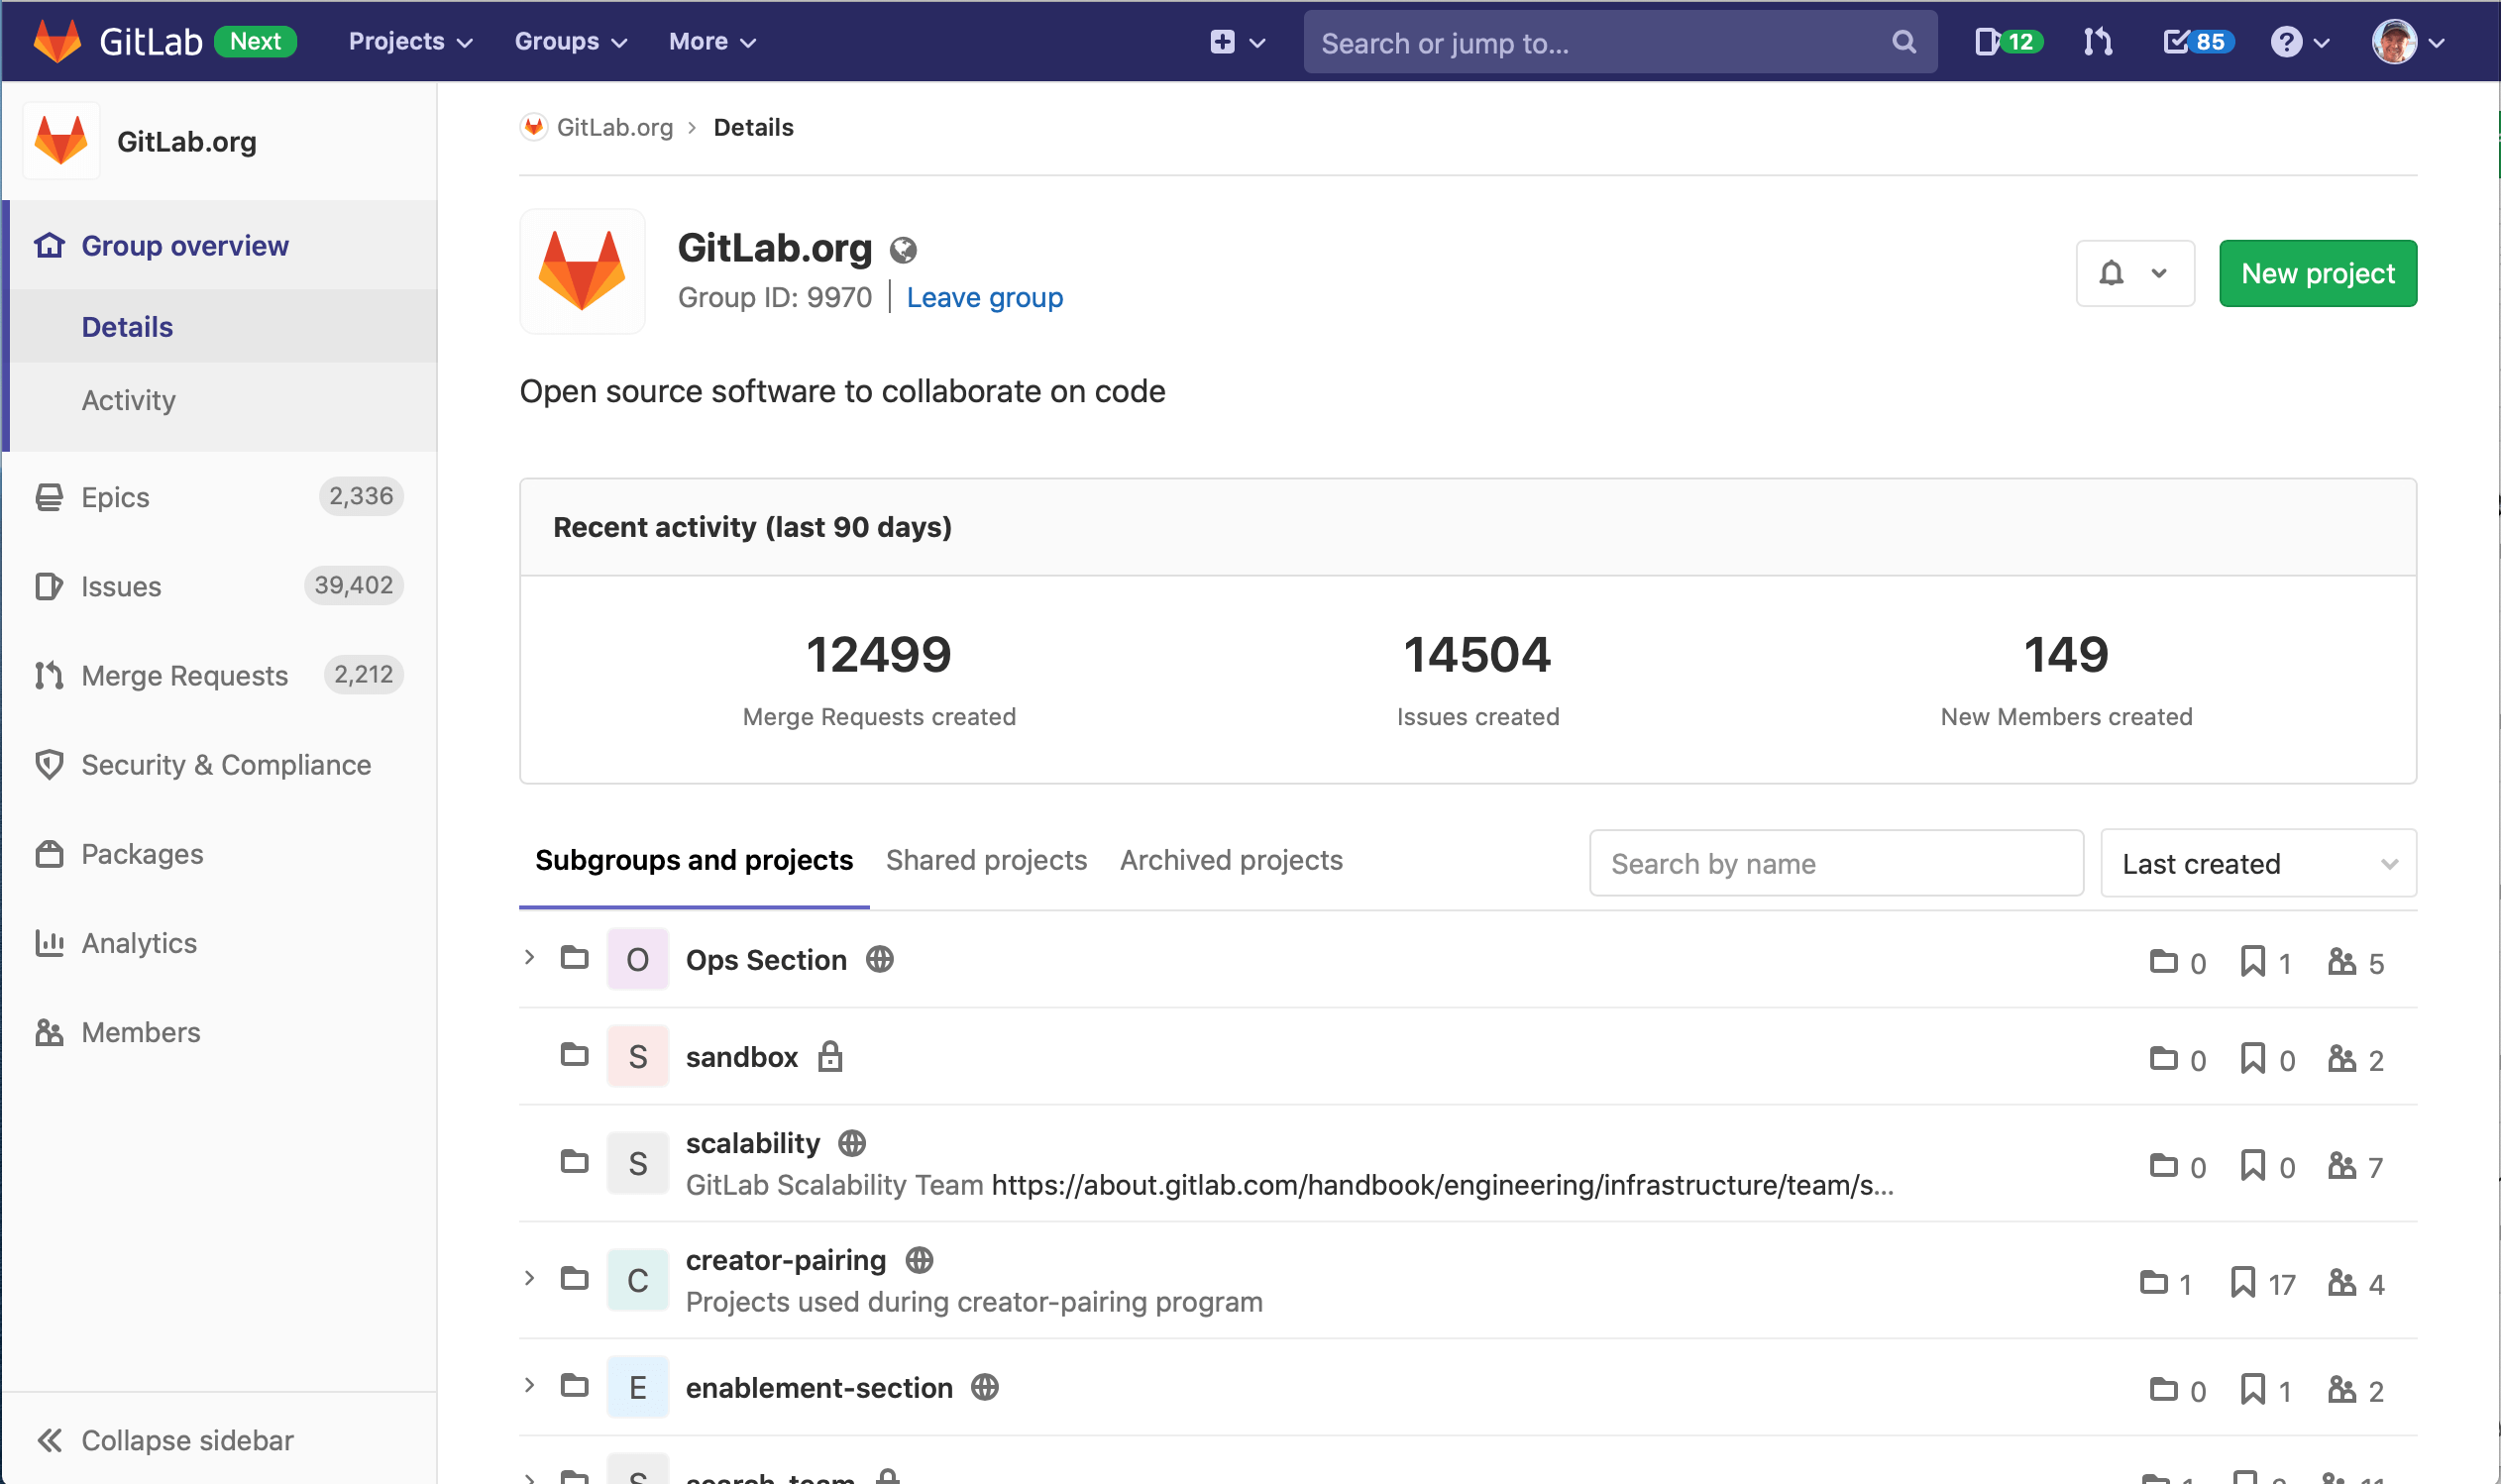 GitLab Next Projects Groups More Search or jump to... 12 85
GitLab.org
Group overview
Details
Activity
Epics 2,336
Issues 39,402
Merge Requests 2,212
Security & Compliance
Packages
Analytics
Members
Collapse sidebar
GitLab.org > Details
GitLab.org
Group ID: 9970 | Leave group
New project
Open source software to collaborate on code
Recent activity (last 90 days)
12499 14504 149
Merge Requests created Issues created New Members created
Subgroups and projects Shared projects Archived projects Search by name Last created
O Ops Section 0 1 5
S sandbox 0 0 2
S scalability 0 0 7
GitLab Scalability Team https://about.gitlab.com/handbook/engineering/infrastructure/team/s...
C creator-pairing 1 17 4
Projects used during creator-pairing program
E enablement-section 0 1 2
S search-team